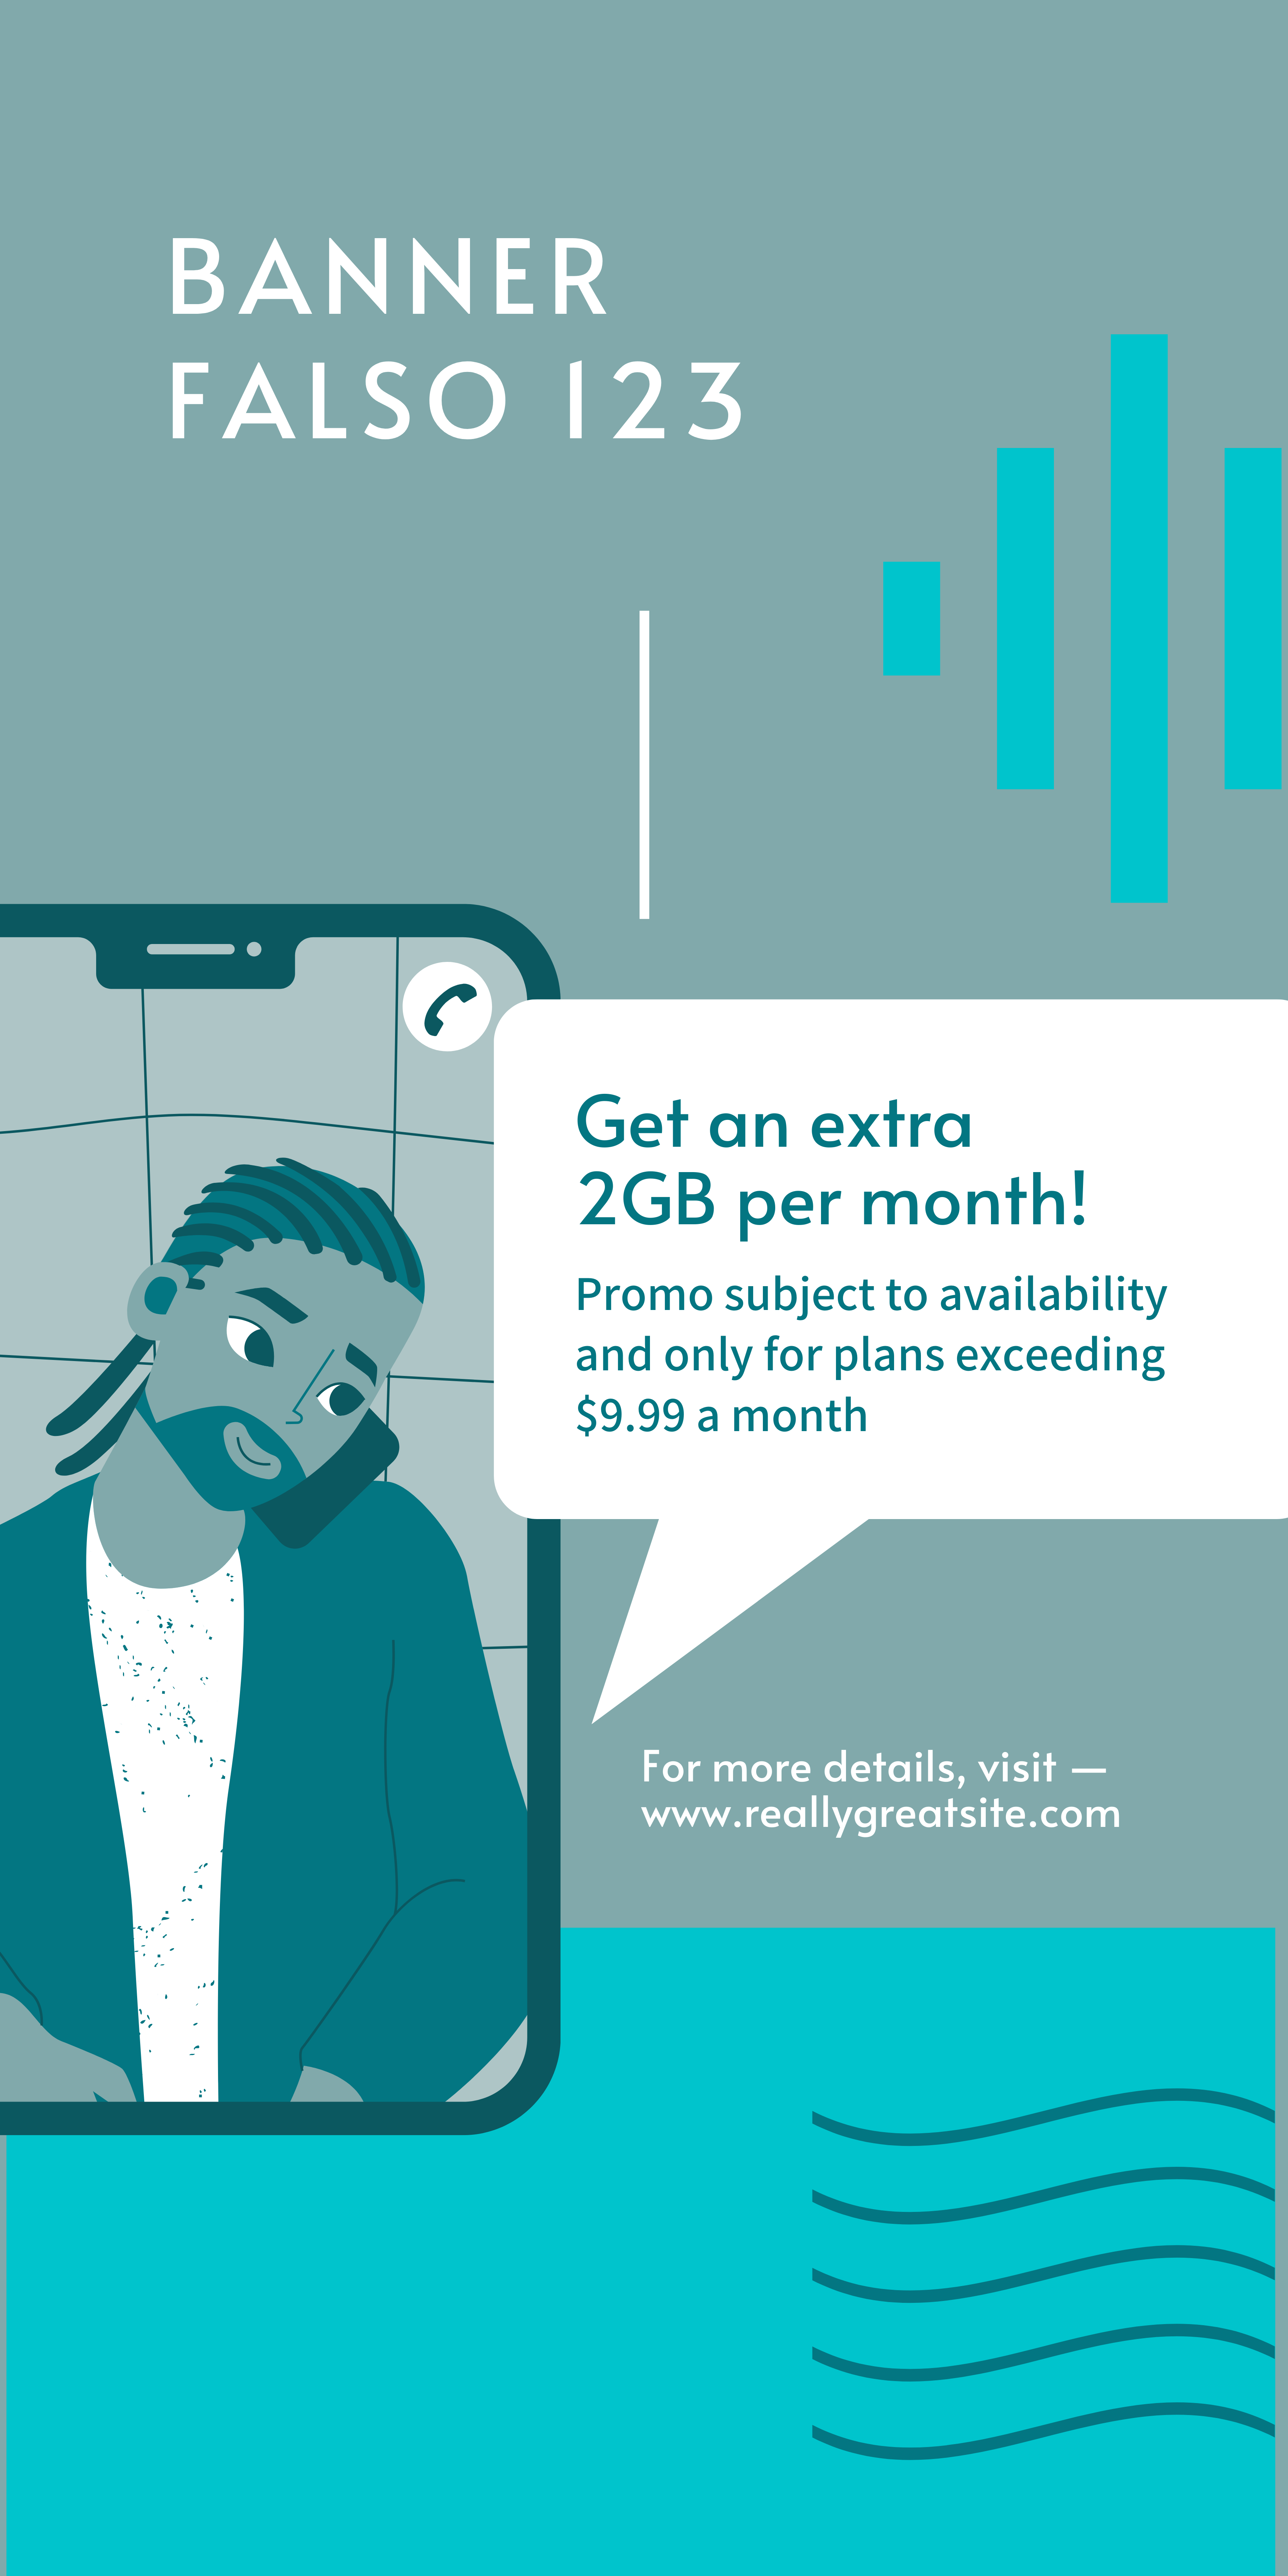 BANNER
FALSO 123
Get an extra
2GB per month!
Promo subject to availability
and only for plans exceeding
$9.99 a month
For more details, visit —
www.reallygreatsite.com